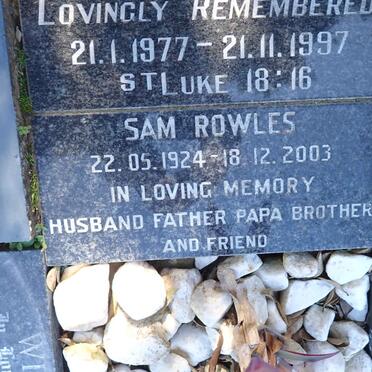 LOVINGLY REMEMBERED
21.1.1977 - 21.11.1997
ST LUKE 18:16
SAM ROWLES
22.05.1924-18.12.2003
IN LOVING MEMORY
HUSBAND FATHER PAPA BROTHER
AND FRIEND